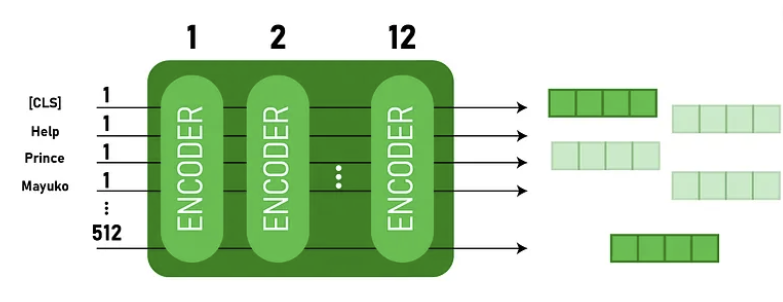 1 2 12
[CLS] 1
Help 1
Prince 1
Mayuko 1
512
ENCODER
ENCODER
ENCODER